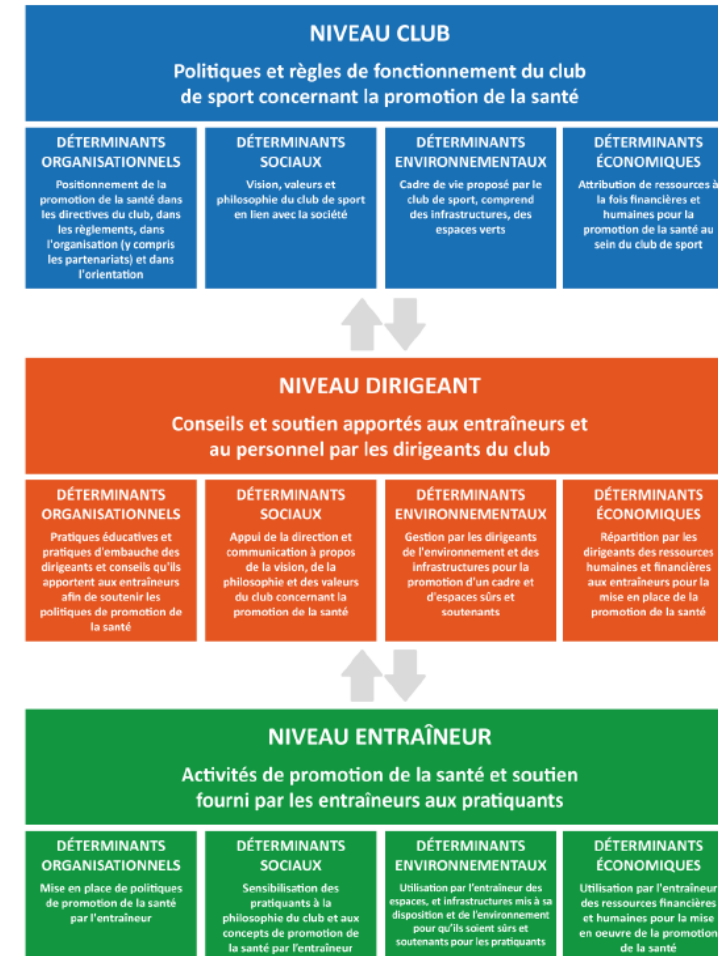 NIVEAU CLUB
Politiques et règles de fonctionnement du club
de sport concernant la promotion de la santé
DÉTERMINANTS
ORGANISATIONNELS
Positionnement de la
promotion de la santé dans
les directives du club, dans
les règlements, dans
l'organisation (y compris
les partenariats) et dans
l'orientation
DÉTERMINANTS
SOCIAUX
Vision, valeurs et
philosophie du club de sport
en lien avec la société
DÉTERMINANTS
ENVIRONNEMENTAUX
Cadre de vie proposé par le
club de sport, comprend
des infrastructures, des
espaces verts
DÉTERMINANTS
ÉCONOMIQUES
Attribution de ressources à
la fois financières et
humaines pour la
promotion de la santé au
sein du club de sport
NIVEAU DIRIGEANT
Conseils et soutien apportés aux entraîneurs et
au personnel par les dirigeants du club
DÉTERMINANTS
ORGANISATIONNELS
Pratiques éducatives et
pratiques d'embauche des
dirigeants et conseils qu'ils
apportent aux entraîneurs
afin de soutenir les
politiques de promotion de
la santé
DÉTERMINANTS
SOCIAUX
Appui de la direction et
communication à propos
de la vision, de la
philosophie et des valeurs
du club concernant la
promotion de la santé
DÉTERMINANTS
ENVIRONNEMENTAUX
Gestion par les dirigeants
de l'environnement et des
infrastructures pour la
promotion d'un cadre et
d'espaces sûrs et
soutenants
DÉTERMINANTS
ÉCONOMIQUES
Répartition par les
dirigeants des ressources
humaines et financières
aux entraîneurs pour la
mise en place de la
promotion de la santé
NIVEAU ENTRAÎNEUR
Activités de promotion de la santé et soutien
fourni par les entraîneurs aux pratiquants
DÉTERMINANTS
ORGANISATIONNELS
Mise en place de politiques
de promotion de la santé
par l'entraîneur
DÉTERMINANTS
SOCIAUX
Sensibilisation des
pratiquants à la
philosophie du club et aux
concepts de promotion de
la santé par l'entraîneur
DÉTERMINANTS
ENVIRONNEMENTAUX
Utilisation par l'entraîneur des
espaces, et infrastructures mis à sa
disposition et de l'environnement
pour qu'ils soient sûrs et
soutenants pour les pratiquants
DÉTERMINANTS
ÉCONOMIQUES
Utilisation par l'entraîneur
des ressources financières
et humaines pour la mise
en oeuvre de la promotion
de la santé